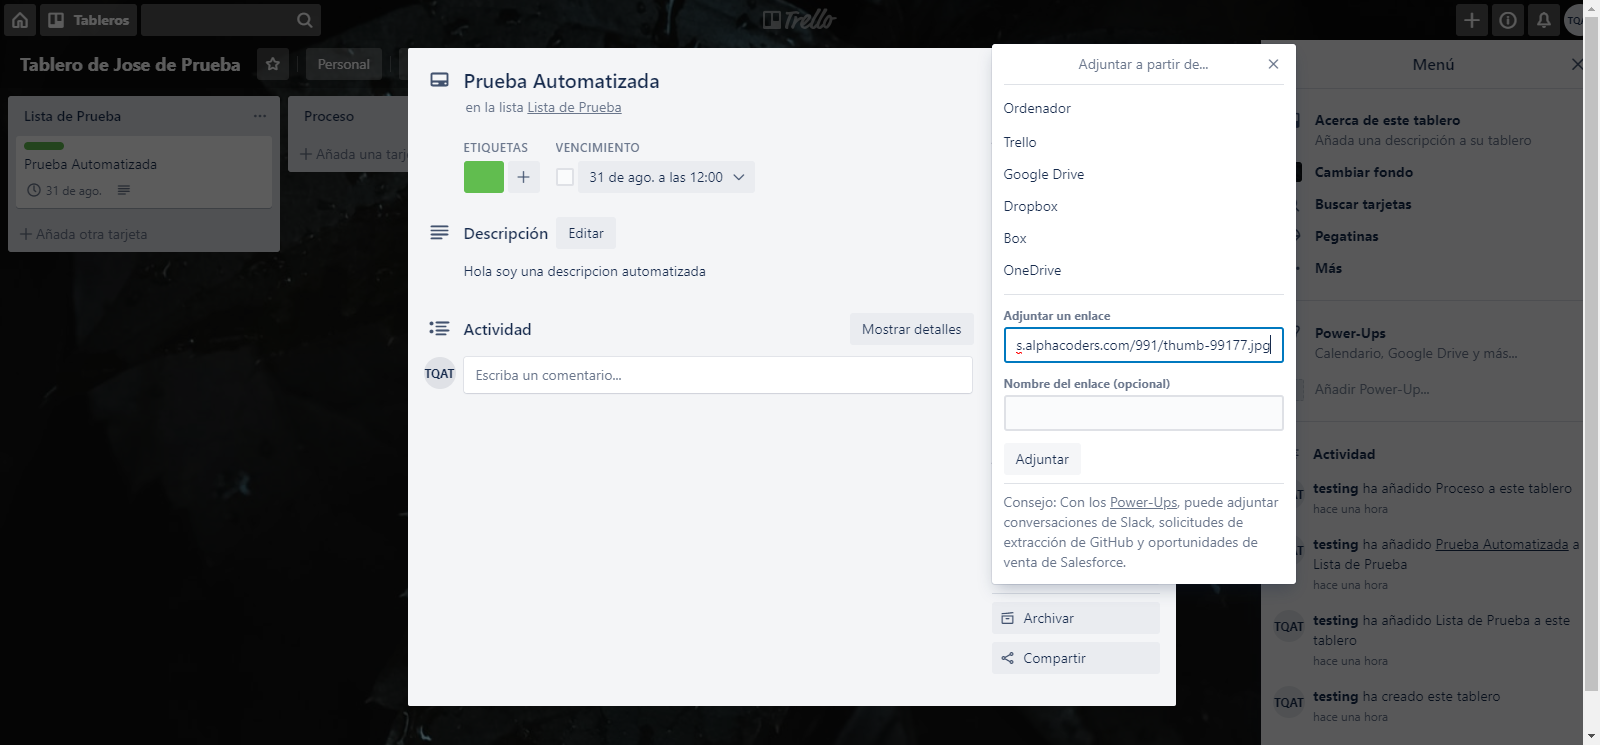 Tableros
Trello
TQA
Tablero de Jose de Prueba
Personal
Lista de Prueba
Prueba Automatizada
31 de ago.
Añada otra tarjeta
Proceso
Añada una tarj
Prueba Automatizada
en la lista Lista de Prueba
ETIQUETAS
VENCIMIENTO
31 de ago. a las 12:00
Descripción
Editar
Hola soy una descripcion automatizada
Actividad
Mostrar detalles
TQAT
Escriba un comentario...
Adjuntar a partir de...
Ordenador
Trello
Google Drive
Dropbox
Box
OneDrive
Adjuntar un enlace
s.alphacoders.com/991/thumb-99177.jpg
Nombre del enlace (opcional)
Adjuntar
Consejo: Con los Power-Ups, puede adjuntar
conversaciones de Slack, solicitudes de
extracción de GitHub y oportunidades de
venta de Salesforce.
Archivar
Compartir
Menú
Acerca de este tablero
Añada una descripción a su tablero
Cambiar fondo
Buscar tarjetas
Pegatinas
Más
Power-Ups
Calendario, Google Drive y más...
Añadir Power-Up...
Actividad
testing ha añadido Proceso a este tablero
hace una hora
testing ha añadido Prueba Automatizada a
Lista de Prueba
hace una hora
TQAT
testing ha añadido Lista de Prueba a este
tablero
hace una hora
TQAT
testing ha creado este tablero
hace una hora